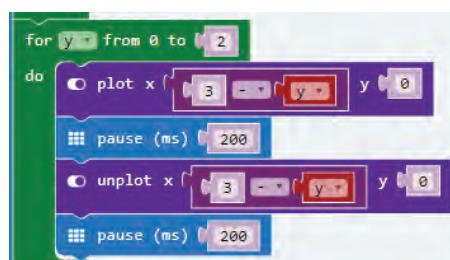 for y from 0 to 2
do
plot x 3 - y y 0
pause (ms) 200
unplot x 3 - y y 0
pause (ms) 200